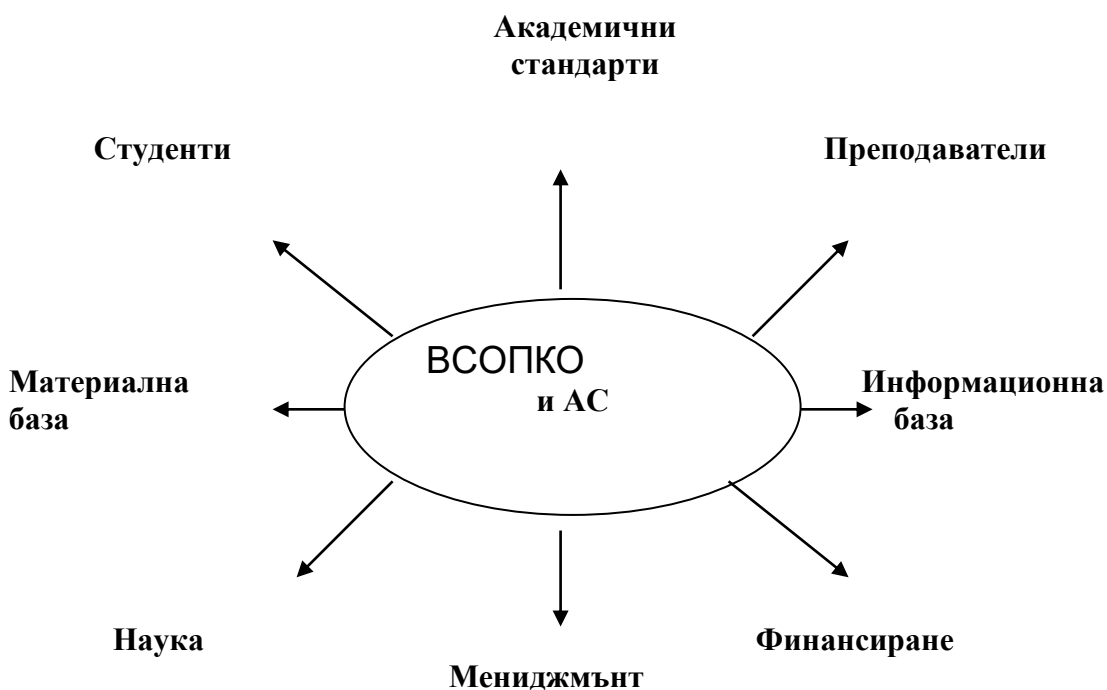 Академични
стандарти
Студенти
Преподаватели
ВСОПКО
и АС
Материална
база
Информационна
база
Наука
Финансиране
Мениджмънт